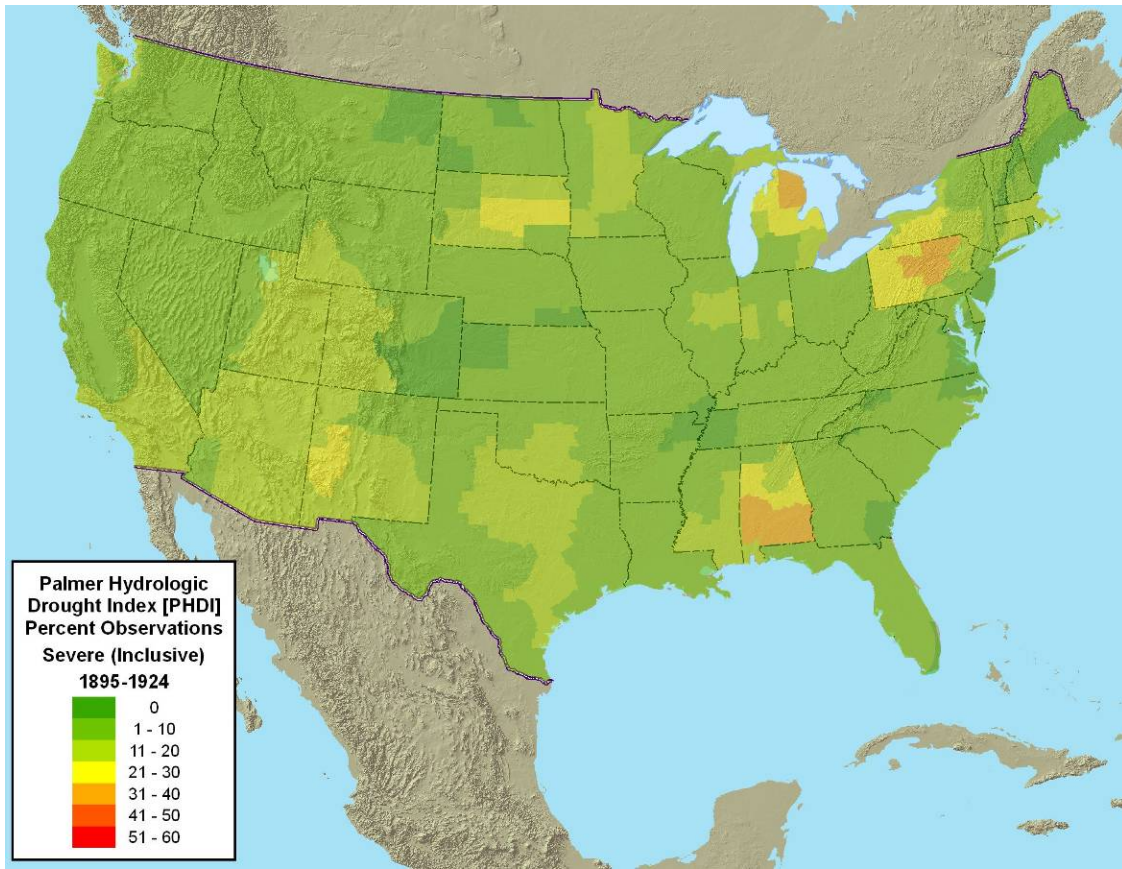 Palmer Hydrologic
Drought Index [PHDI]
Percent Observations
Severe (Inclusive)
1895-1924
0
1 - 10
11 - 20
21 - 30
31 - 40
41 - 50
51 - 60